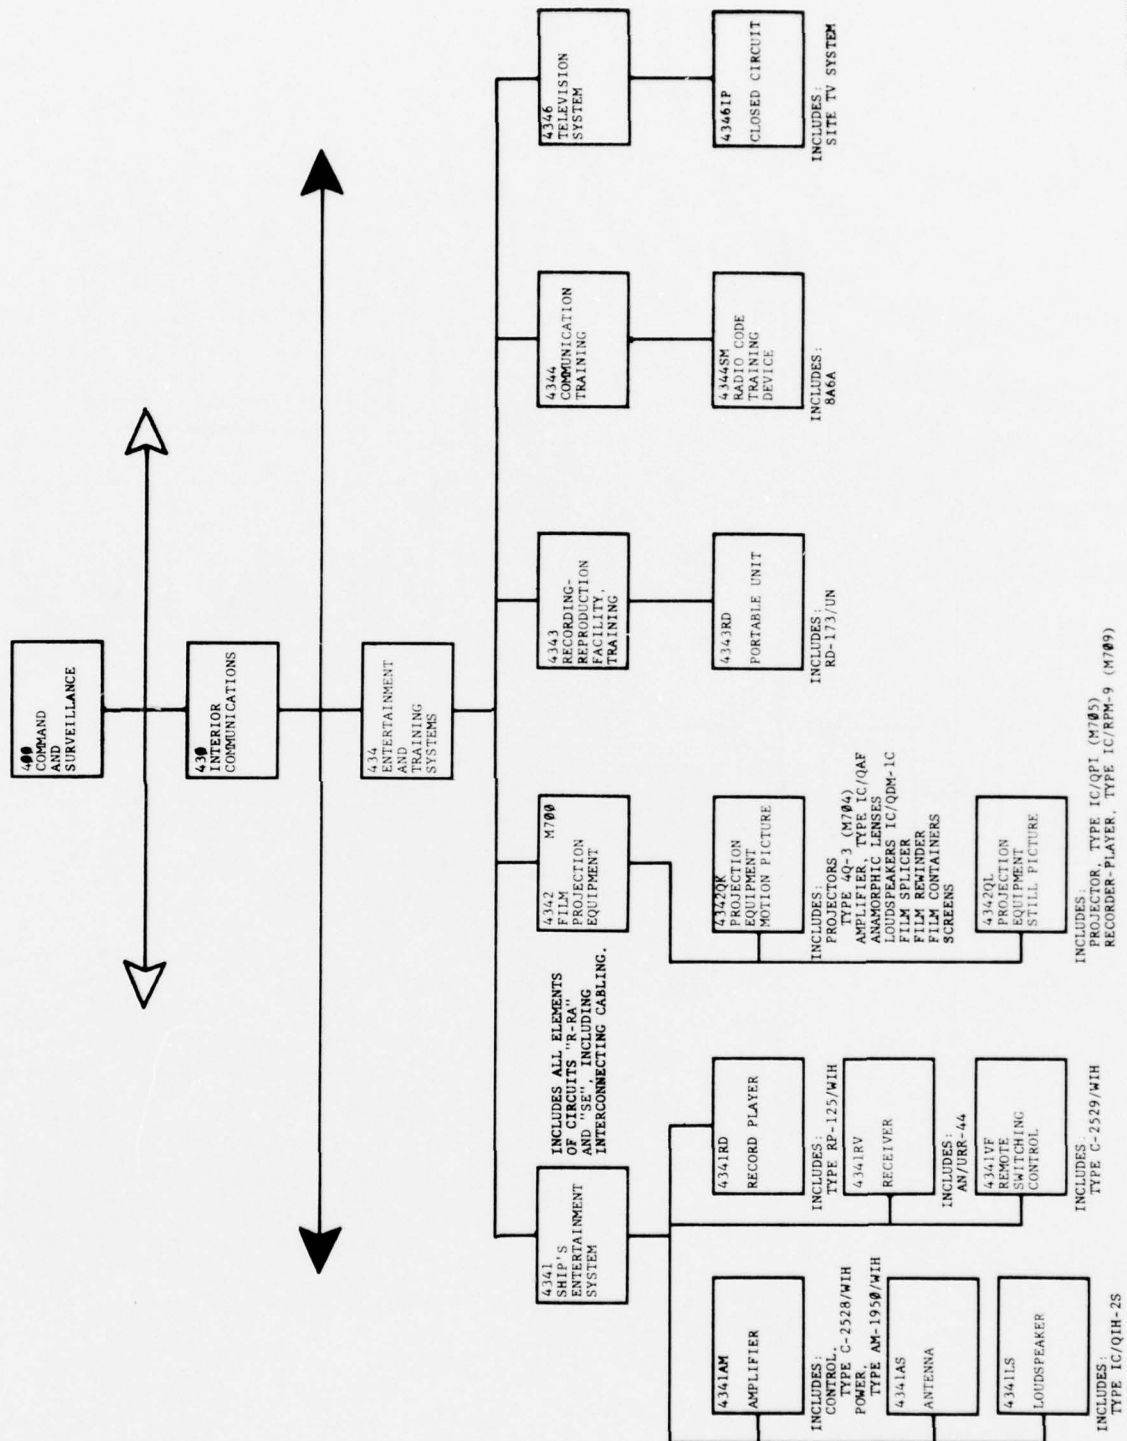 400
COMMAND
AND
SURVEILLANCE
430
INTERIOR
COMMUNICATIONS
434
ENTERTAINMENT
AND
TRAINING
SYSTEMS
4341
SHIP'S
ENTERTAINMENT
SYSTEM
INCLUDES ALL ELEMENTS
OF CIRCUITS "R-RA"
AND "SE", INCLUDING
INTERCONNECTING CABLING.
4341AM
AMPLIFIER
INCLUDES:
CONTROL,
TYPE C-2528/WIH
POWER,
TYPE AM-1950/WIH
4341AS
ANTENNA
4341LS
LOUDSPEAKER
INCLUDES:
TYPE IC/QIH-2S
4341RD
RECORD PLAYER
INCLUDES:
TYPE RP-125/WIH
4341RV
RECEIVER
INCLUDES:
AN/URR-44
4341VF
REMOTE
SWITCHING
CONTROL
INCLUDES:
TYPE C-2529/WIH
4342 M700
FILM
PROJECTION
EQUIPMENT
4342QK
PROJECTION
EQUIPMENT
MOTION PICTURE
INCLUDES:
PROJECTORS
TYPE 4Q-3 (M704)
AMPLIFIER, TYPE IC/QAF
ANAMORPHIC LENSES
LOUDSPEAKERS IC/QDM-1C
FILM SPLICER
FILM REWINDER
FILM CONTAINERS
SCREENS
4342QL
PROJECTION
EQUIPMENT
STILL PICTURE
INCLUDES:
PROJECTOR, TYPE IC/QPI (M705)
RECORDER-PLAYER, TYPE IC/RPM-9 (M709)
4343
RECORDING-
REPRODUCTION
FACILITY,
TRAINING
4343RD
PORTABLE UNIT
INCLUDES:
RD-173/UN
4344
COMMUNICATION
TRAINING
4344SM
RADIO CODE
TRAINING
DEVICE
INCLUDES:
8A6A
4346
TELEVISION
SYSTEM
4346IP
CLOSED CIRCUIT
INCLUDES:
SITE TV SYSTEM